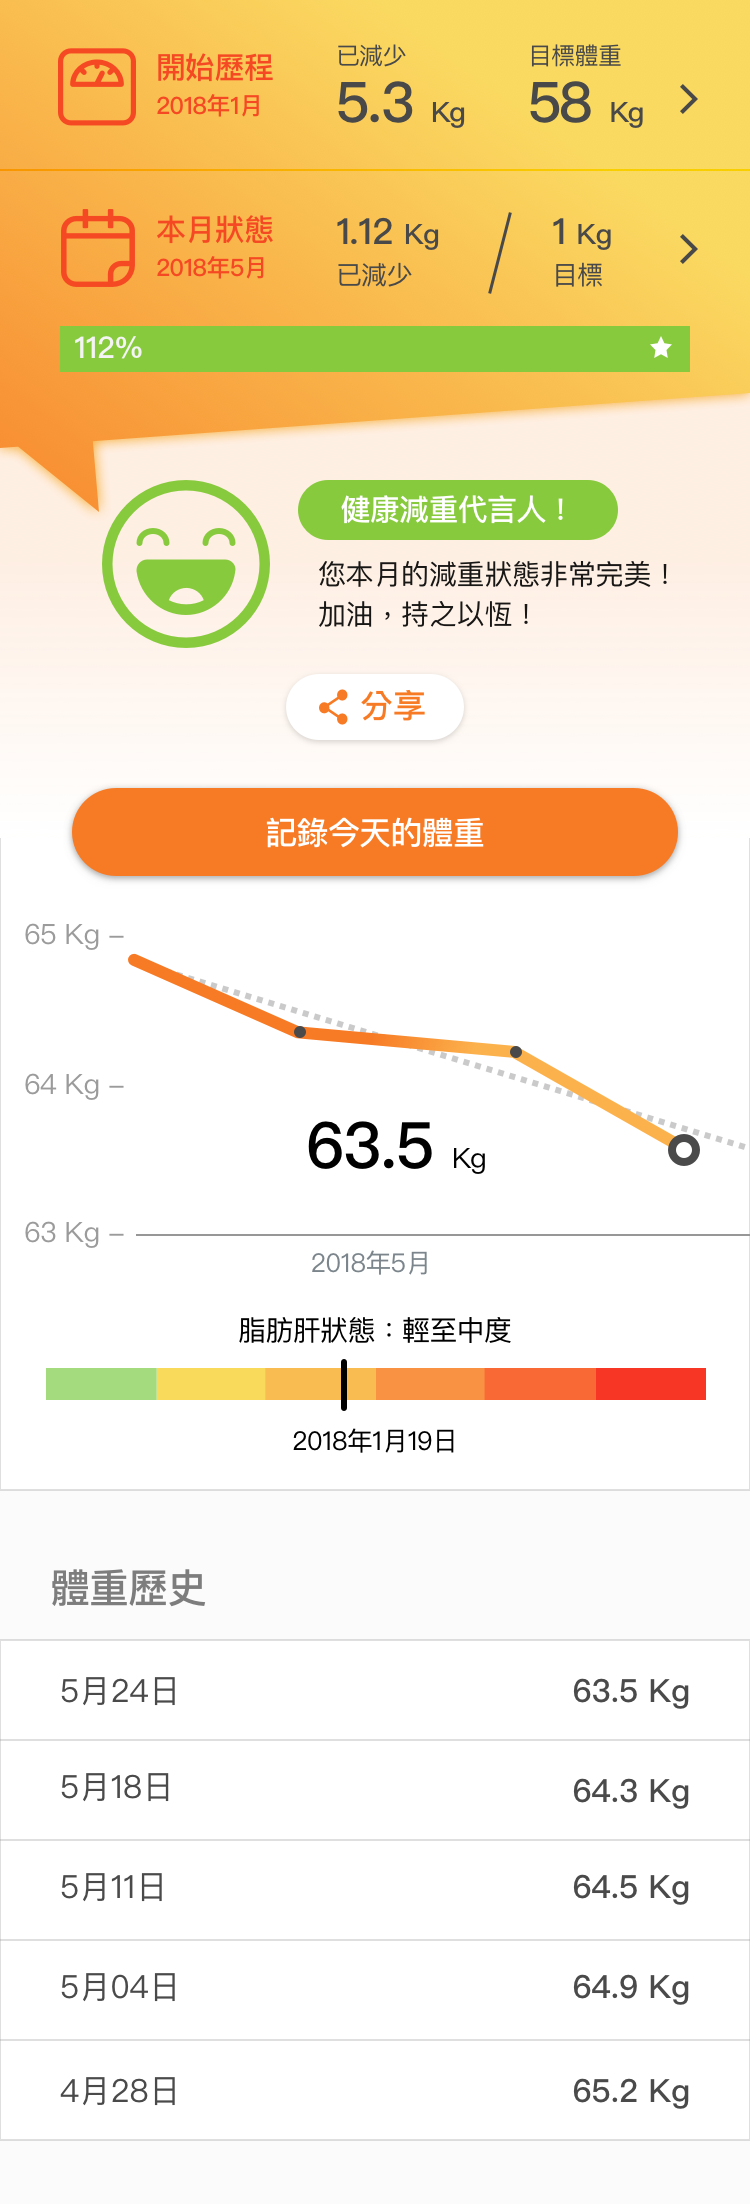 開始歷程
2018年1月
已減少
5.3 Kg
目標體重
58 Kg
本月狀態
2018年5月
1.12 Kg
已減少
1 Kg
目標
112%
健康減重代言人！
您本月的減重狀態非常完美！
加油，持之以恆！
分享
記錄今天的體重
65 Kg
64 Kg
63.5 Kg
63 Kg
2018年5月
脂肪肝狀態：輕至中度
2018年1月19日
體重歷史
5月24日 63.5 Kg
5月18日 64.3 Kg
5月11日 64.5 Kg
5月04日 64.9 Kg
4月28日 65.2 Kg